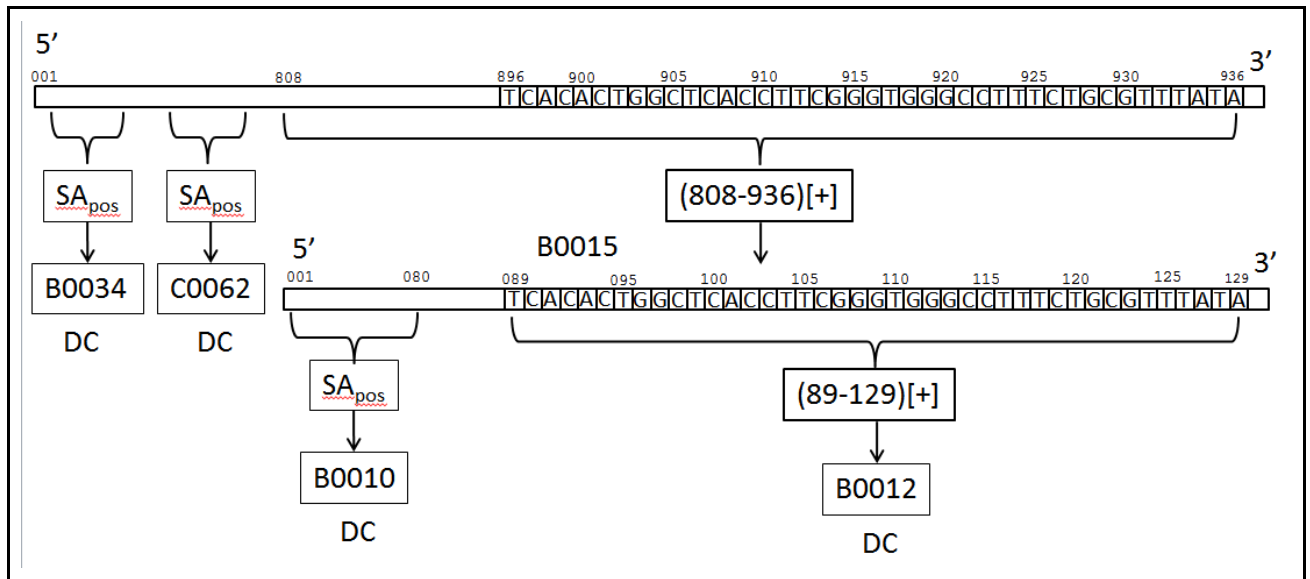 5’
3’
001 808 896 900 905 910 915 920 925 930 936
TCACACTGGCTCACCTTCGGGTGGGCCTTTCTGCGTTTATA
SApos SApos (808-936)[+]
5’ B0015
3’
B0034 C0062 001 080 089 095 100 105 110 115 120 125 129
TCACACTGGCTCACCTTCGGGTGGGCCTTTCTGCGTTTATA
DC DC
SApos (89-129)[+]
B0010 B0012
DC DC